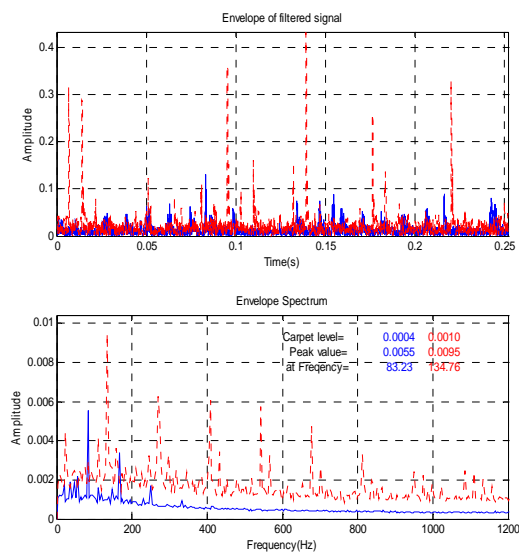 Envelope of filtered signal
0.4
0.3
0.2
0.1
0
Amplitude
0 0.05 0.1 0.15 0.2 0.25
Time(s)
Envelope Spectrum
0.01
0.008
0.006
0.004
0.002
0
Amplitude
Carpet level= 0.0004 0.0010
Peak value= 0.0055 0.0095
at Freqency= 83.23 134.76
0 200 400 600 800 1000 1200
Frequency(Hz)